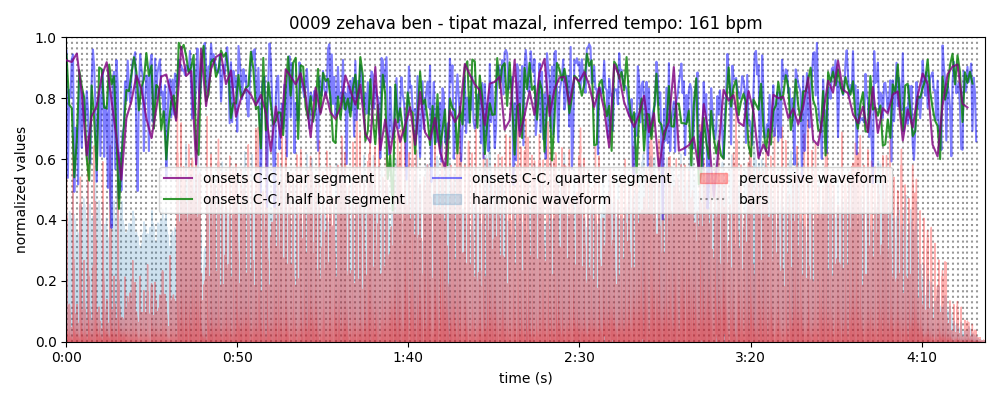 0009 zehava ben - tipat mazal, inferred tempo: 161 bpm
normalized values
1.0
0.8
0.6
0.4
0.2
0.0
onsets C-C, bar segment
onsets C-C, half bar segment
onsets C-C, quarter segment
harmonic waveform
percussive waveform
bars
0:00 0:50 1:40 2:30 3:20 4:10
time (s)